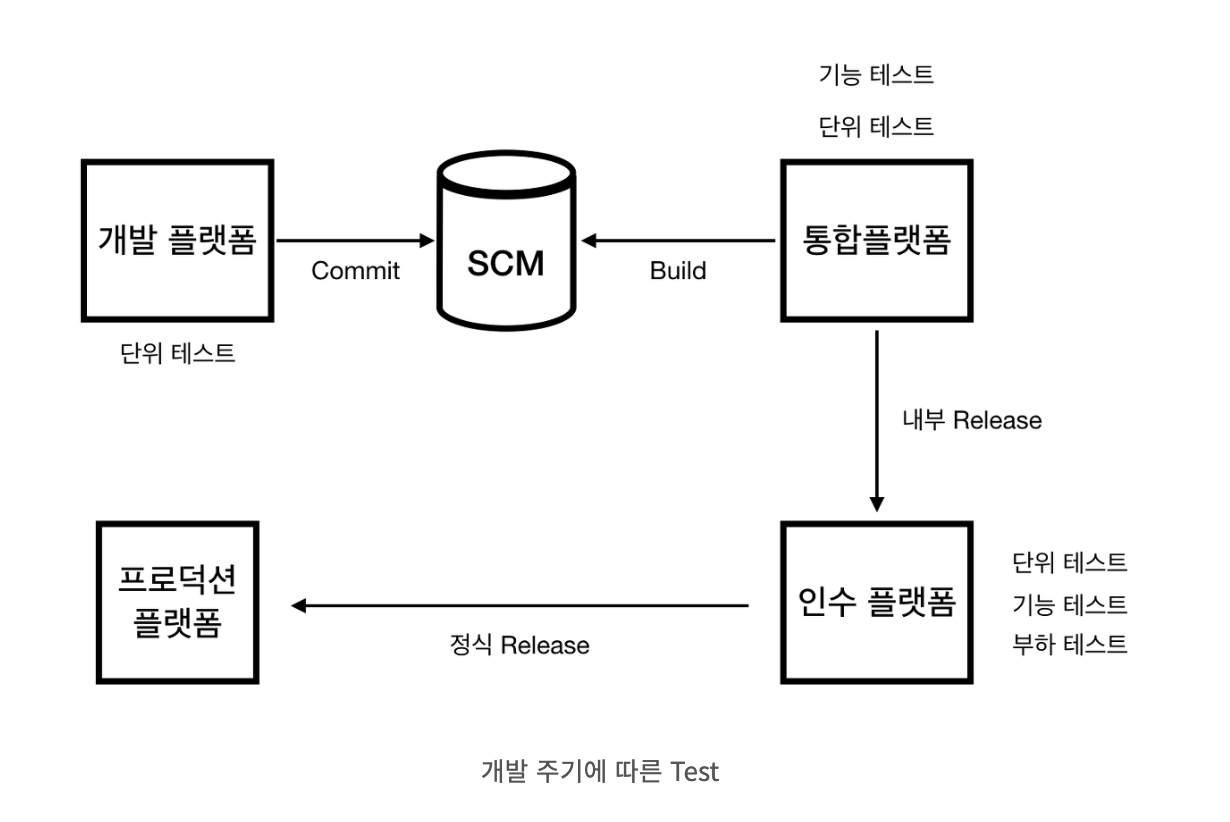 기능 테스트
단위 테스트
개발 플랫폼
Commit
SCM
Build
통합플랫폼
단위 테스트
내부 Release
프로덕션
플랫폼
정식 Release
인수 플랫폼
단위 테스트
기능 테스트
부하 테스트
개발 주기에 따른 Test